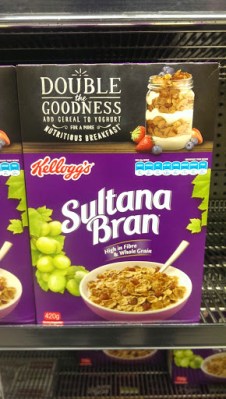 DOUBLE
the
GOODNESS
ADD CEREAL TO YOGHURT
FOR A MORE
NUTRITIOUS BREAKFAST
Kellogg's
Sultana
Bran
High in Fibre
& Whole Grain
420g